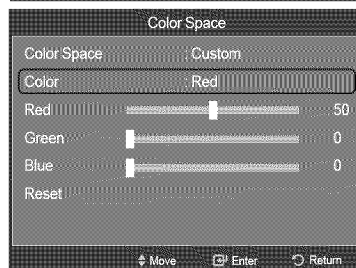 Color Space
Color Space : Custom
Color : Red
Red 50
Green 0
Blue 0
Reset
Move Enter Return